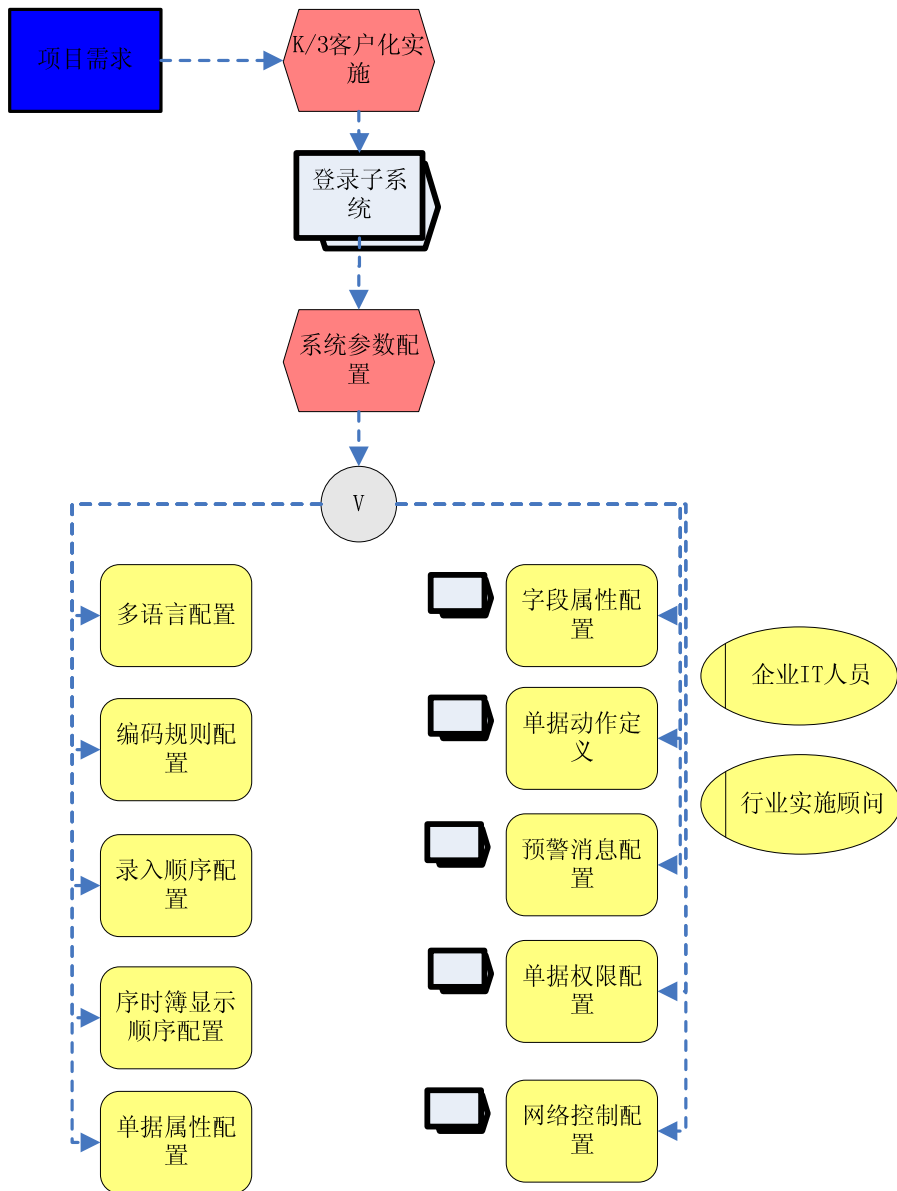 项目需求
K/3客户化实
施
登录子系
统
系统参数配
置
V
多语言配置
编码规则配
置
录入顺序配
置
序时簿显示
顺序配置
单据属性配
置
字段属性配
置
单据动作定
义
预警消息配
置
单据权限配
置
网络控制配
置
企业IT人员
行业实施顾问